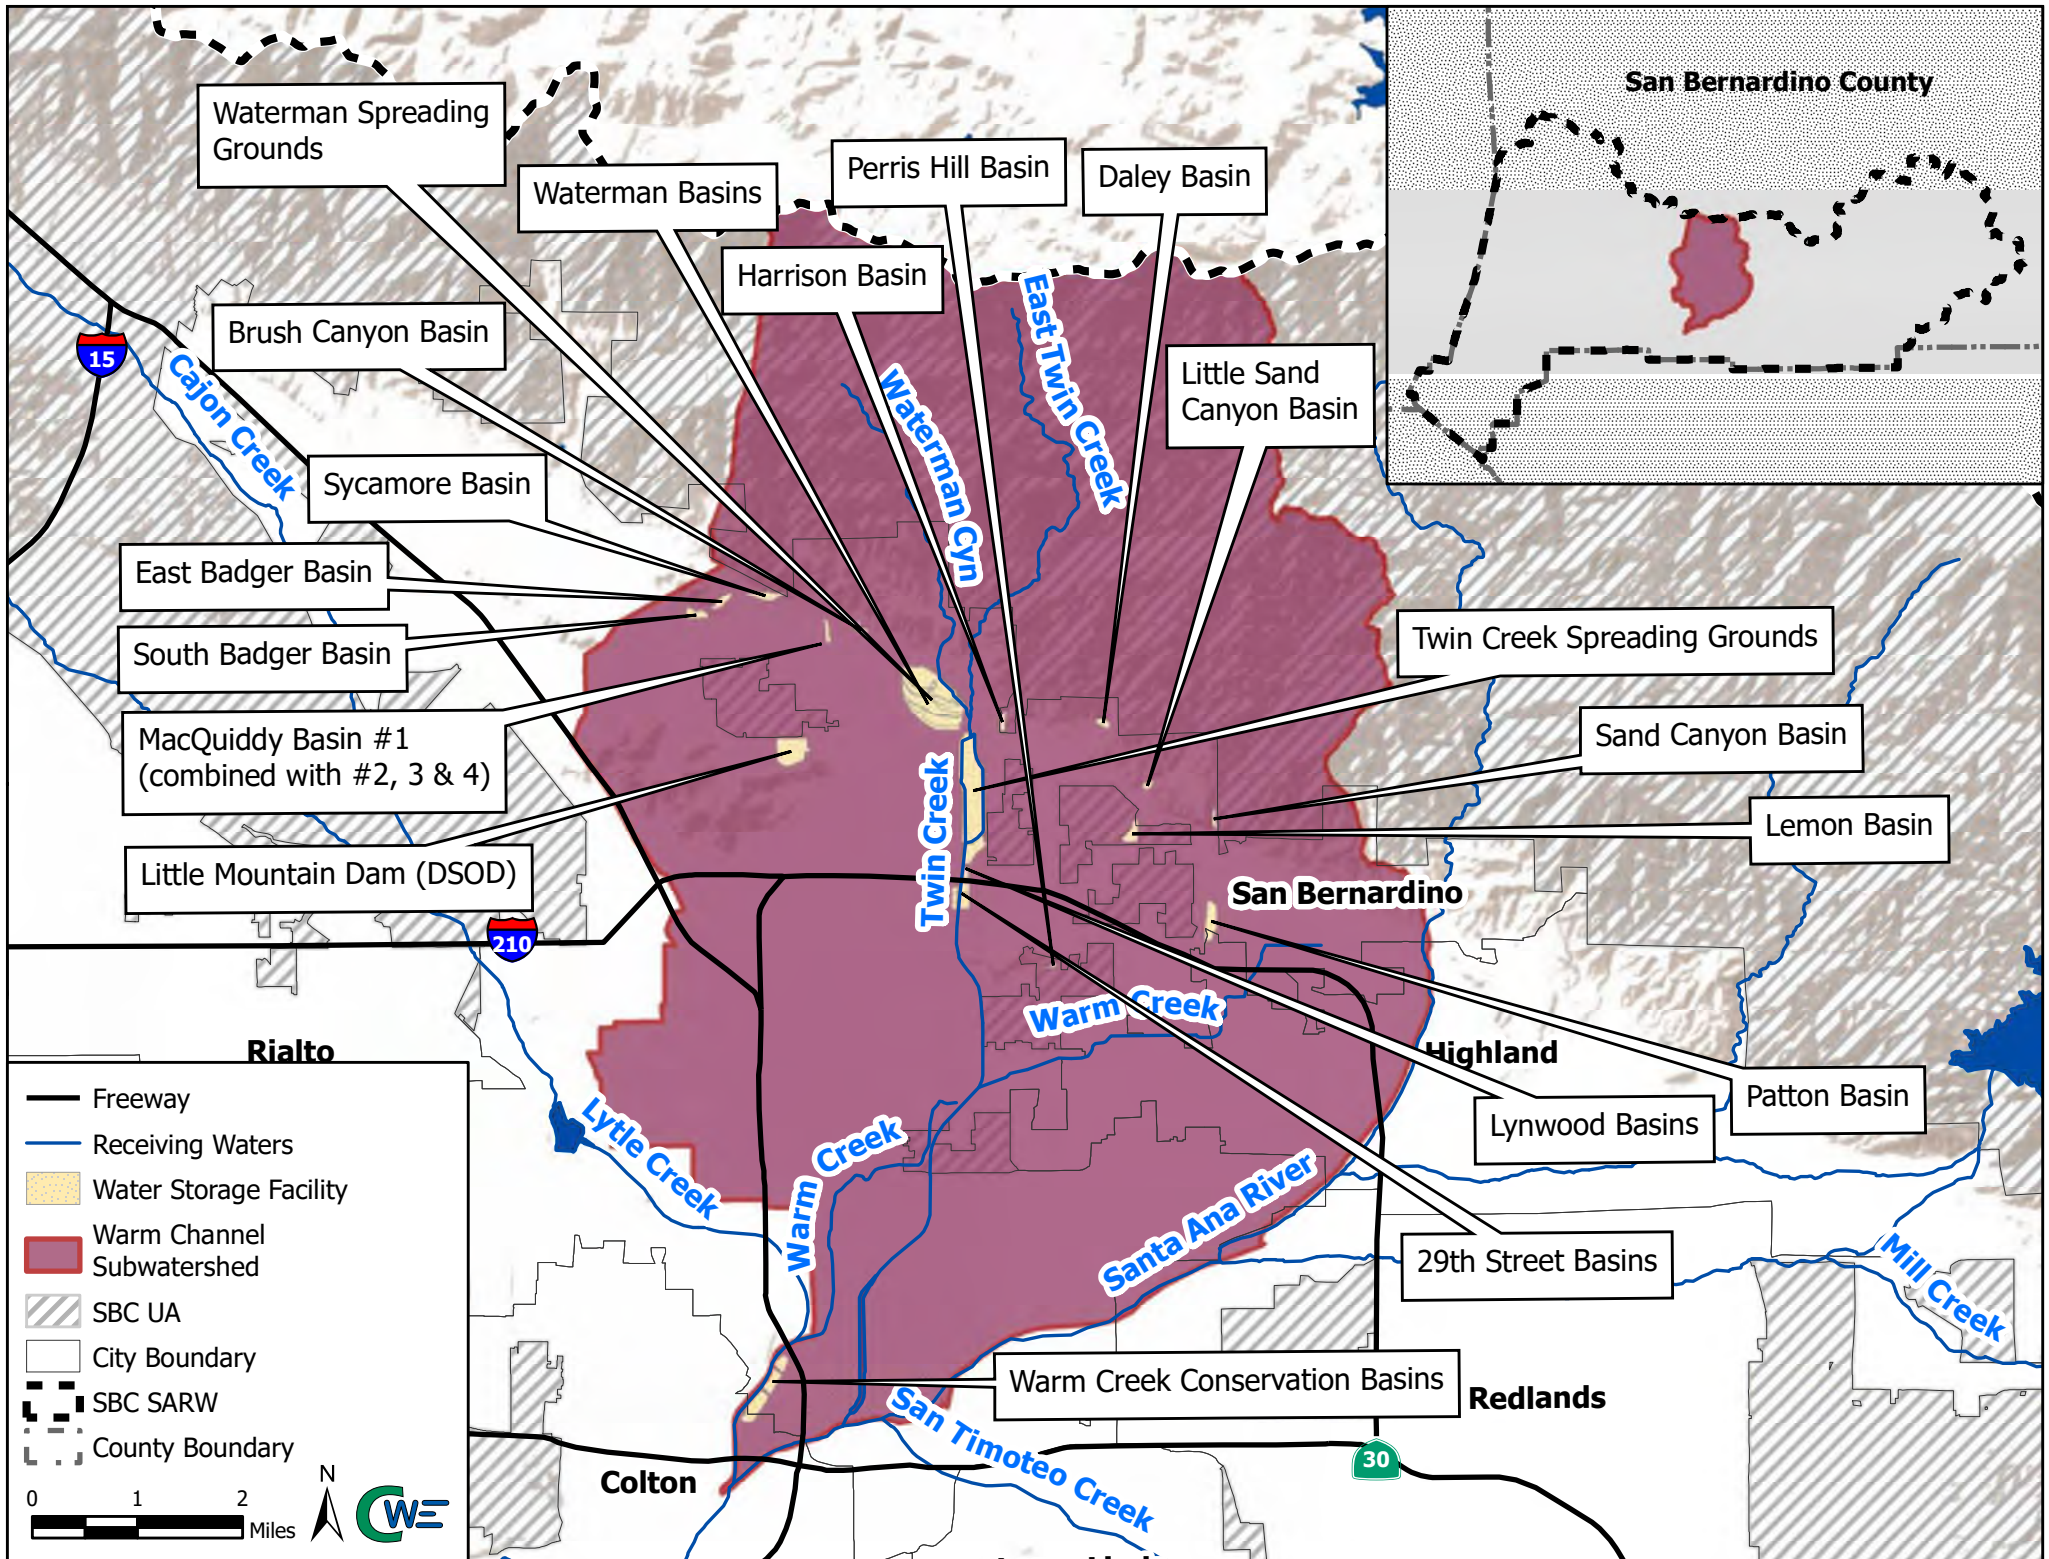 San Bernardino County
Waterman Spreading
Grounds
Waterman Basins
Perris Hill Basin
Daley Basin
Harrison Basin
Brush Canyon Basin
Little Sand
Canyon Basin
Sycamore Basin
East Badger Basin
South Badger Basin
MacQuiddy Basin #1
(combined with #2, 3 & 4)
Little Mountain Dam (DSOD)
Twin Creek Spreading Grounds
Sand Canyon Basin
Lemon Basin
Patton Basin
Lynwood Basins
29th Street Basins
Warm Creek Conservation Basins
15
210
30
Cajon Creek
Waterman Cyn
East Twin Creek
Twin Creek
Warm Creek
Warm Creek
Lytle Creek
Santa Ana River
San Timoteo Creek
Mill Creek
San Bernardino
Highland
Rialto
Redlands
Colton
Freeway
Receiving Waters
Water Storage Facility
Warm Channel
Subwatershed
SBC UA
City Boundary
SBC SARW
County Boundary
0 1 2
Miles
N
CWE